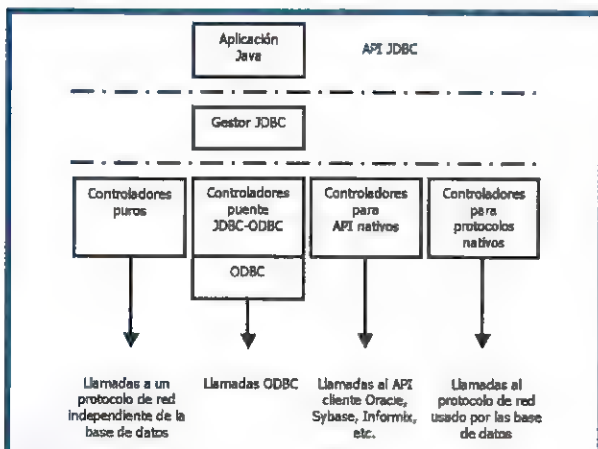 Aplicación
Java
API JDBC
Gestor JDBC
Controladores
puros
Controladores
puente
JDBC-ODBC
ODBC
Controladores
para
API nativos
Controladores
para
protocolos
nativos
Llamadas a un
protocolo de red
independiente de la
base de datos
Llamadas ODBC
Llamadas al API
cliente Oracle,
Sybase, Informix,
etc.
Llamadas al
protocolo de red
usado por las base
de datos